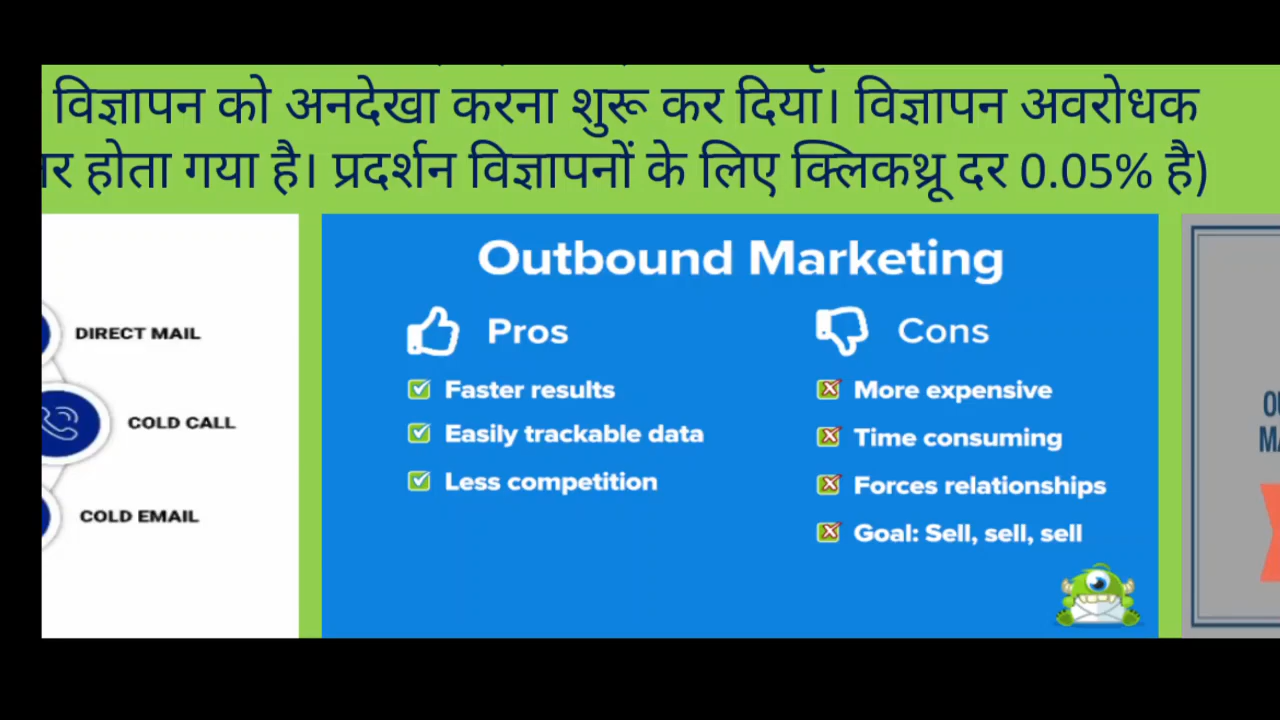 विज्ञापन को अनदेखा करना शुरू कर दिया। विज्ञापन अवरोधक
होता गया है। प्रदर्शन विज्ञापनों के लिए क्लिकथ्रू दर 0.05% है)
DIRECT MAIL
COLD CALL
COLD EMAIL
Outbound Marketing
Pros
Faster results
Easily trackable data
Less competition
Cons
More expensive
Time consuming
Forces relationships
Goal: Sell, sell, sell